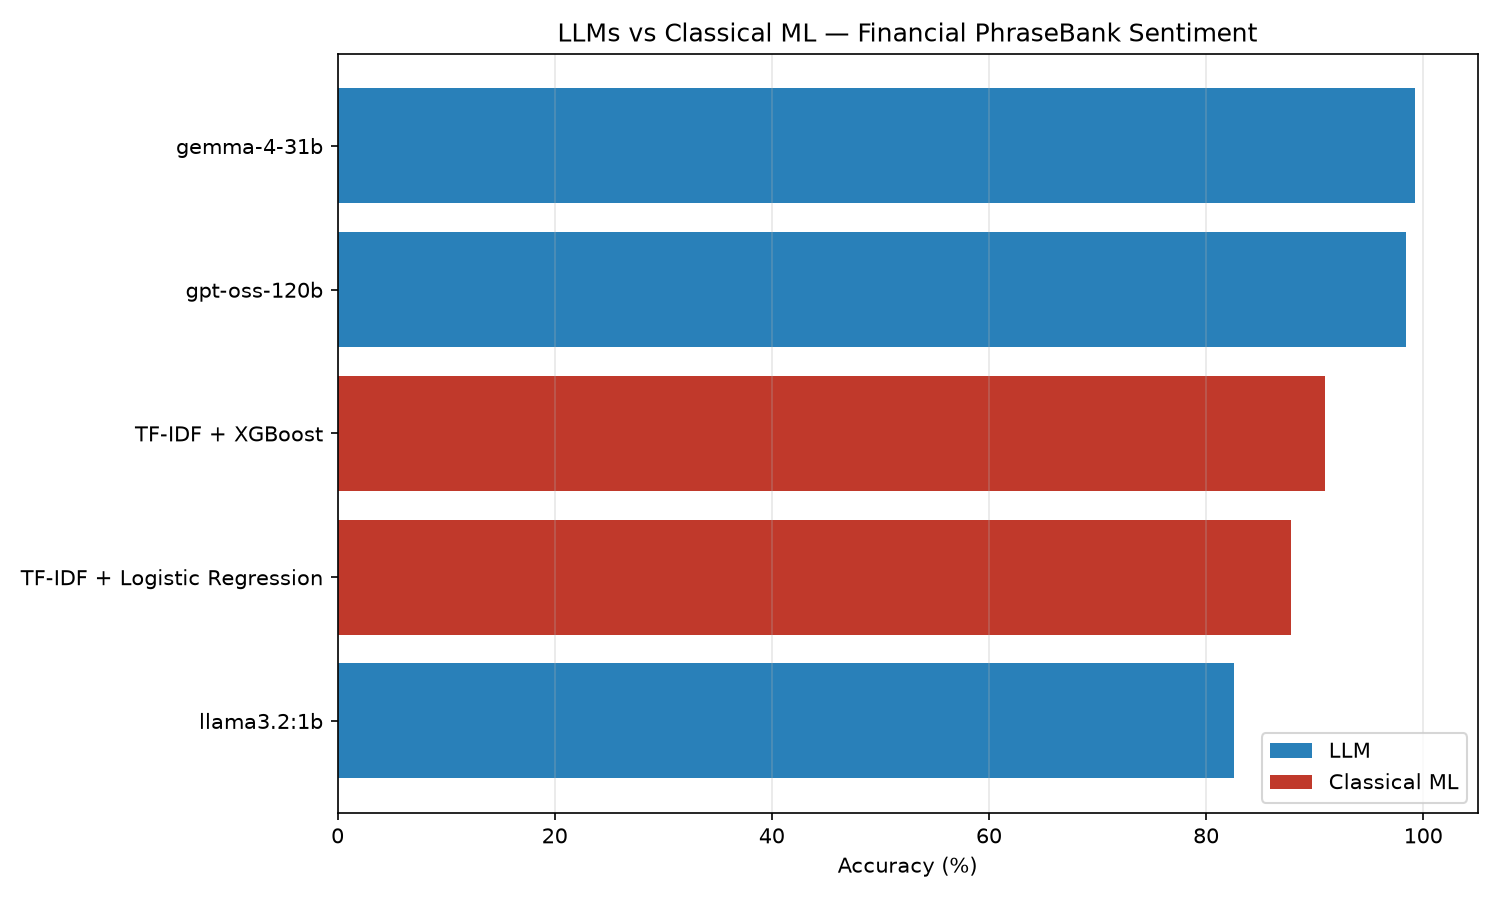 LLMs vs Classical ML — Financial PhraseBank Sentiment
gemma-4-31b
gpt-oss-120b
TF-IDF + XGBoost
TF-IDF + Logistic Regression
llama3.2:1b
LLM
Classical ML
0 20 40 60 80 100
Accuracy (%)